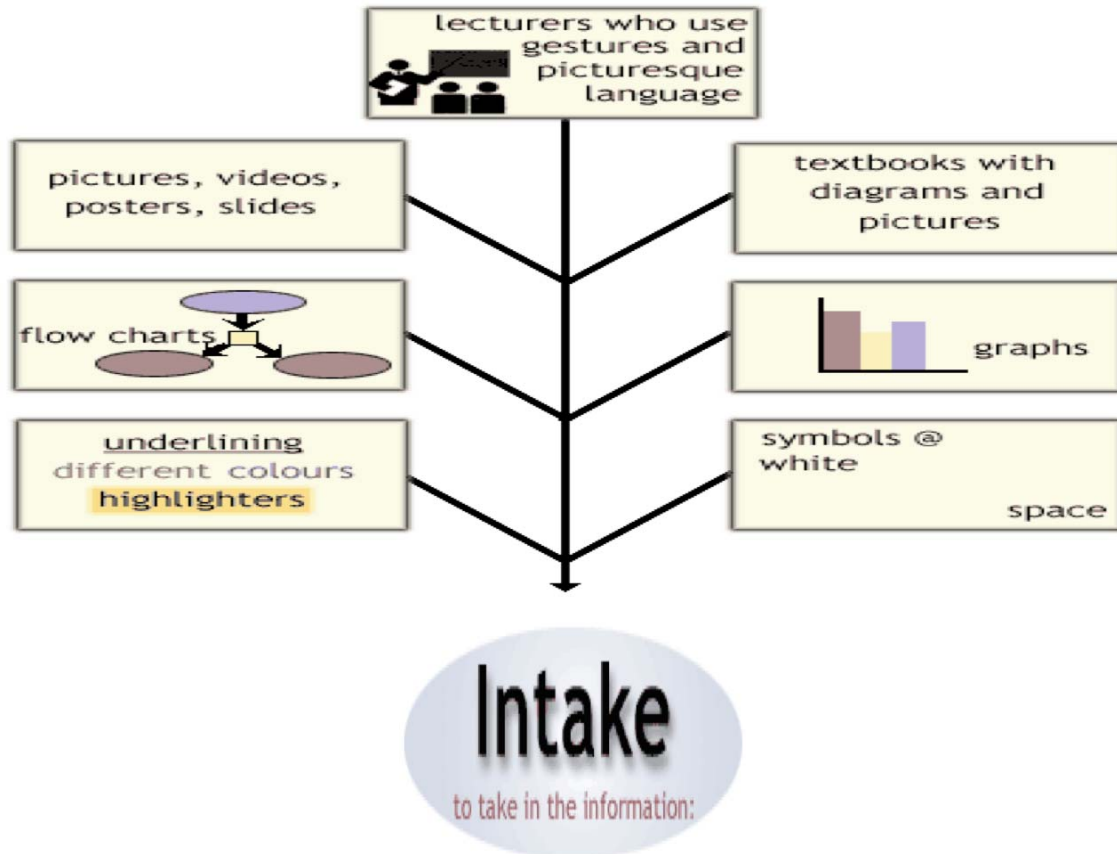 lecturers who use
gestures and
picturesque
language
pictures, videos,
posters, slides
textbooks with
diagrams and
pictures
flow charts
graphs
underlining
different colours
highlighters
symbols @
white
space
Intake
to take in the information: